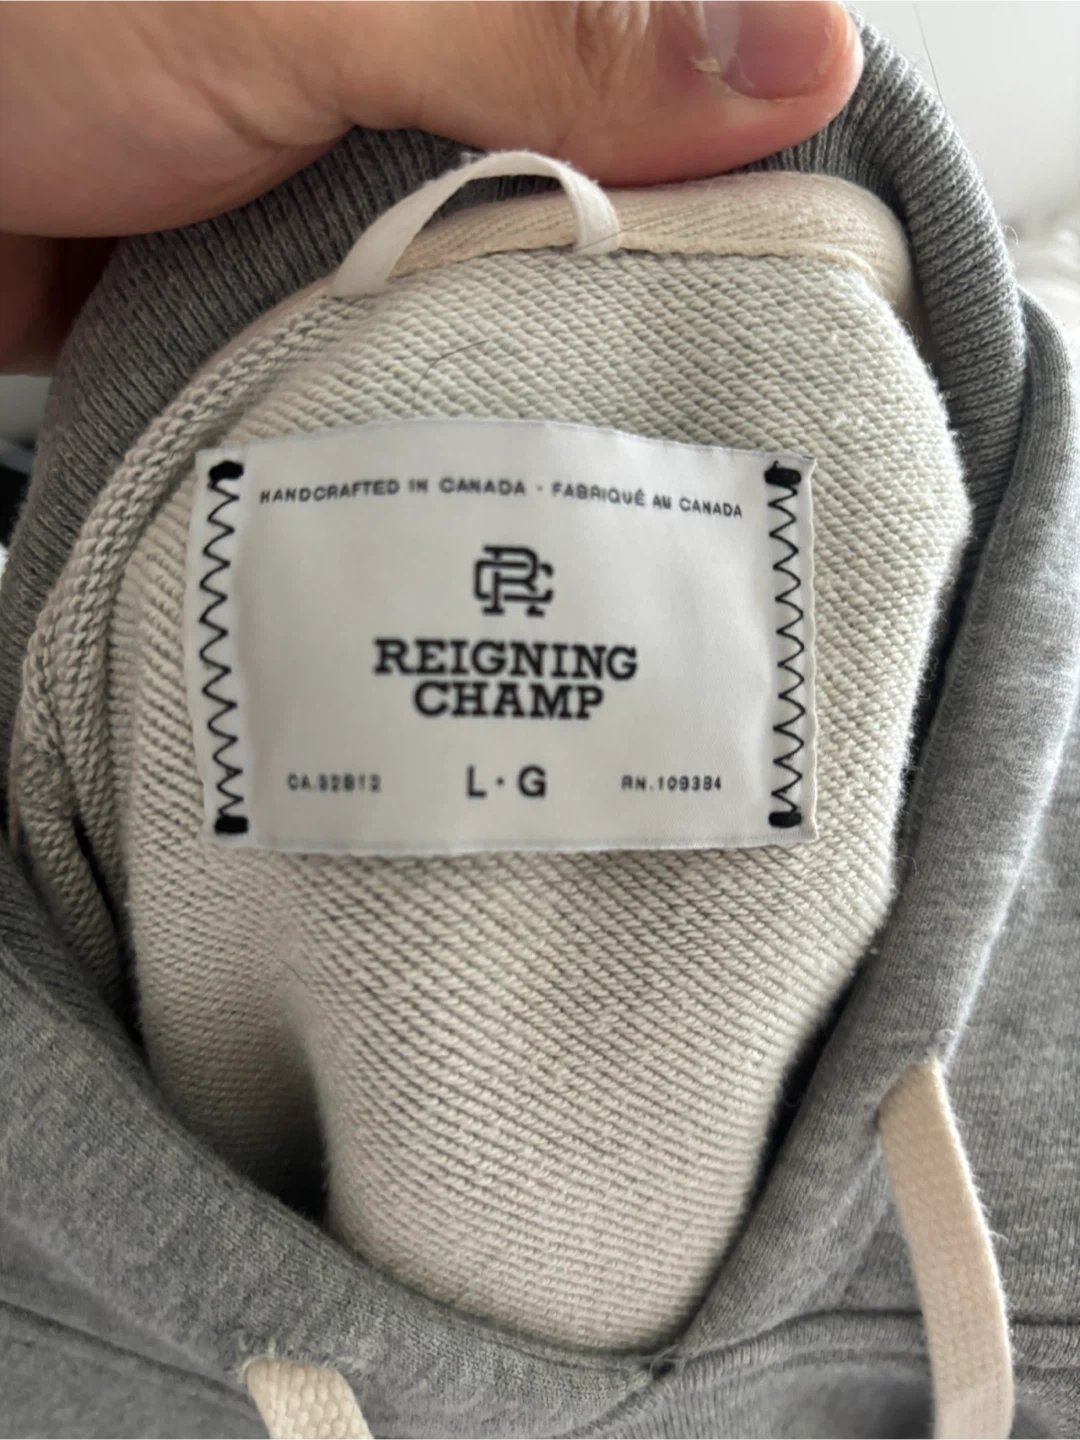 HANDCRAFTED IN CANADA · FABRIQUÉ AU CANADA
RC
REIGNING
CHAMP
CA.32812 L·G RN.109384